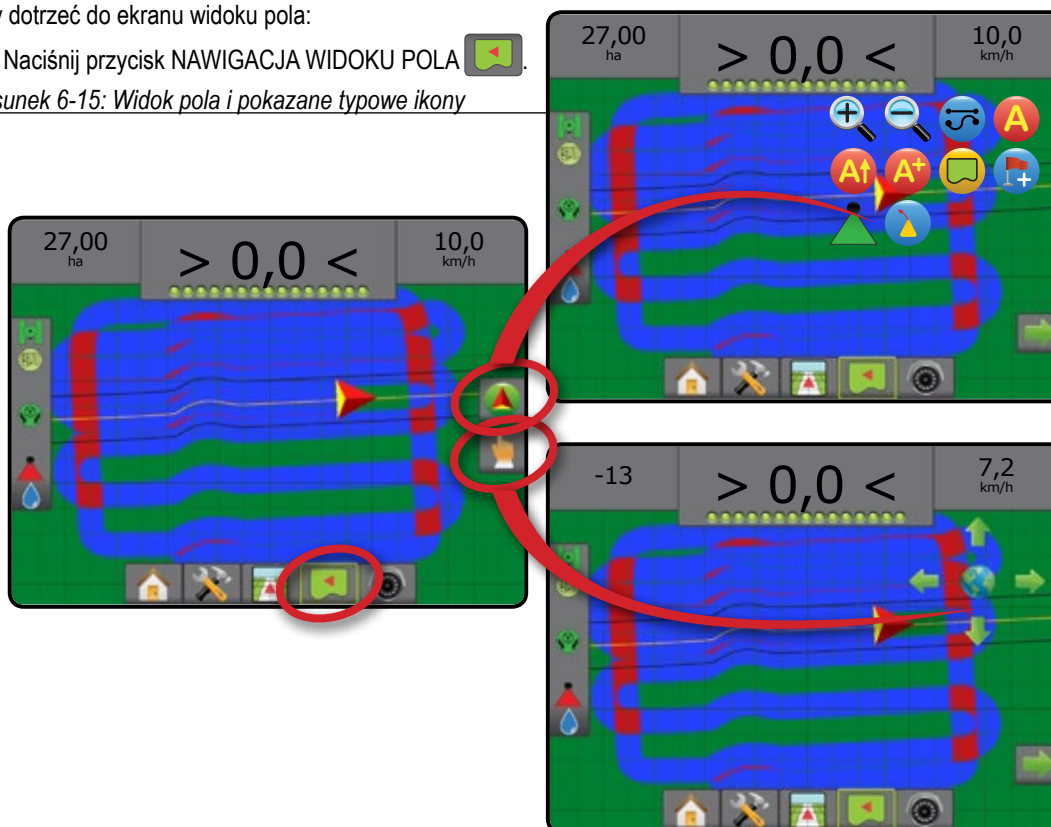 dotrzeć do ekranu widoku pola:
Naciśnij przycisk NAWIGACJA WIDOKU POLA .
6-15: Widok pola i pokazane typowe ikony
27,00
ha
> 0,0 <
10,0
km/h
A
A
A+
27,00
ha
> 0,0 <
10,0
km/h
-13
> 0,0 <
7,2
km/h